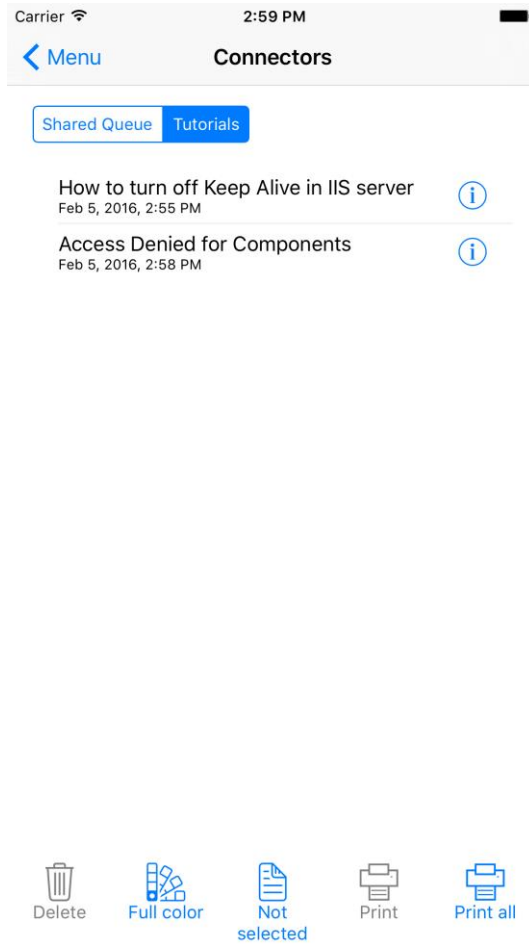 Carrier 2:59 PM
Menu Connectors
Shared Queue Tutorials
How to turn off Keep Alive in IIS server
Feb 5, 2016, 2:55 PM
Access Denied for Components
Feb 5, 2016, 2:58 PM
Delete Full color Not selected Print Print all